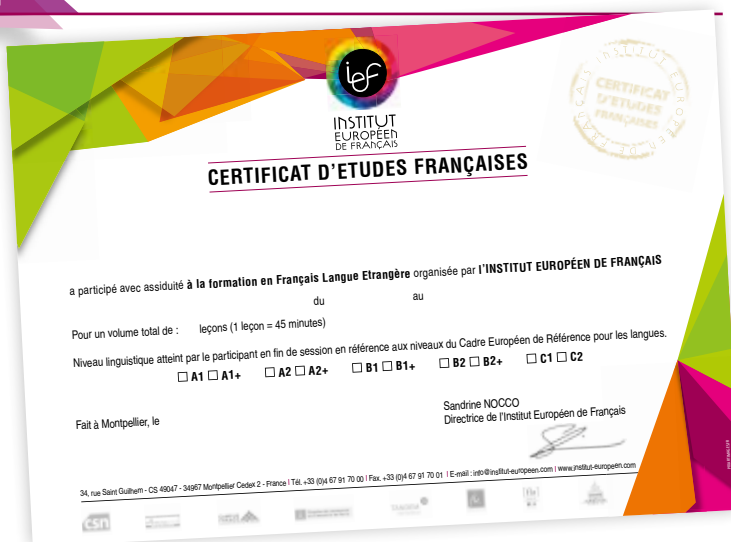 ief
INSTITUT
EUROPÉEN
DE FRANÇAIS
INSTITUT EUROPÉEN DE FRANÇAIS
CERTIFICAT
D'ETUDES
FRANÇAISES
CERTIFICAT D'ETUDES FRANÇAISES
a participé avec assiduité à la formation en Français Langue Etrangère organisée par l'INSTITUT EUROPÉEN DE FRANÇAIS
du au
Pour un volume total de : leçons (1 leçon = 45 minutes)
Niveau linguistique atteint par le participant en fin de session en référence aux niveaux du Cadre Européen de Référence pour les langues.
☐ A1 ☐ A1+ ☐ A2 ☐ A2+ ☐ B1 ☐ B1+ ☐ B2 ☐ B2+ ☐ C1 ☐ C2
Fait à Montpellier, le
Sandrine NOCCO
Directrice de l'Institut Européen de Français
34, rue Saint Guilhem - CS 49047 - 34967 Montpellier Cedex 2 - France I Tél. +33 (0)4 67 91 70 00 I Fax. +33 (0)4 67 91 70 01 I E-mail : info@institut-europeen.com I www.institut-europeen.com
csn